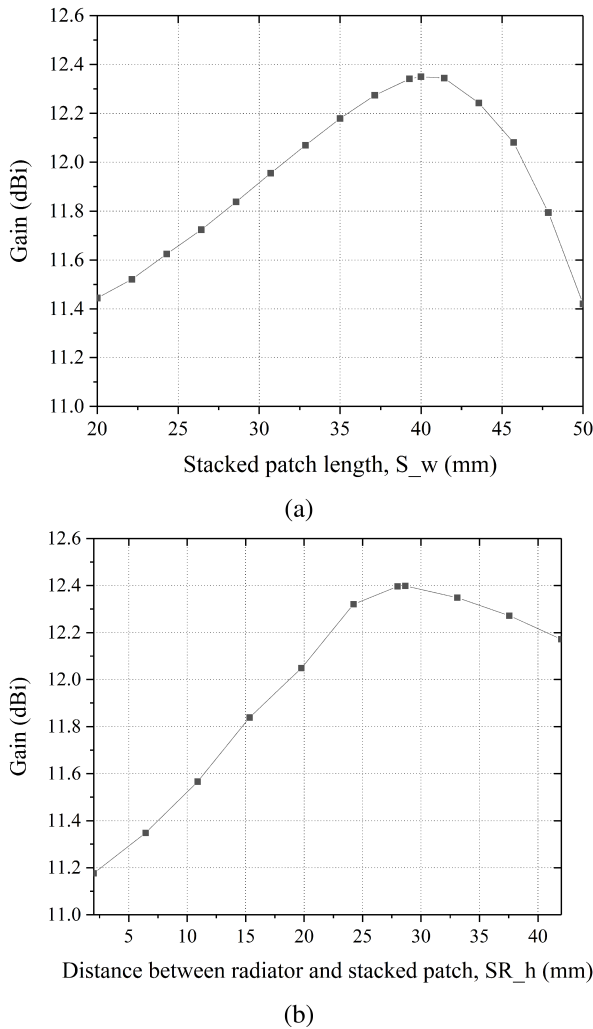 12.6
12.4
12.2
12.0
11.8
11.6
11.4
11.2
11.0
Gain (dBi)
20 25 30 35 40 45 50
Stacked patch length, S_w (mm)
(a)
12.6
12.4
12.2
12.0
11.8
11.6
11.4
11.2
11.0
Gain (dBi)
5 10 15 20 25 30 35 40
Distance between radiator and stacked patch, SR_h (mm)
(b)